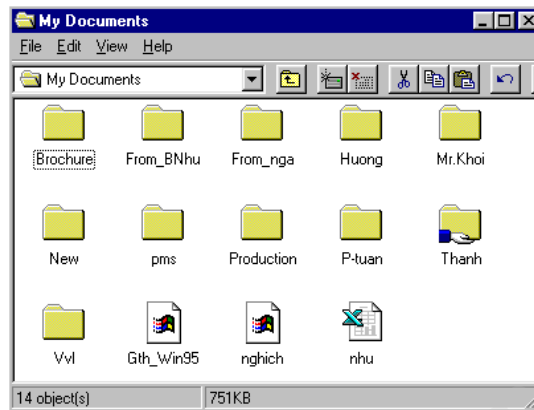 My Documents
File Edit View Help
My Documents
Brochure From_BNhu From_nga Huong Mr.Khoi
New pms Production P-tuan Thanh
Vvl Gth_Win95 nghich nhu
14 object(s) 751KB